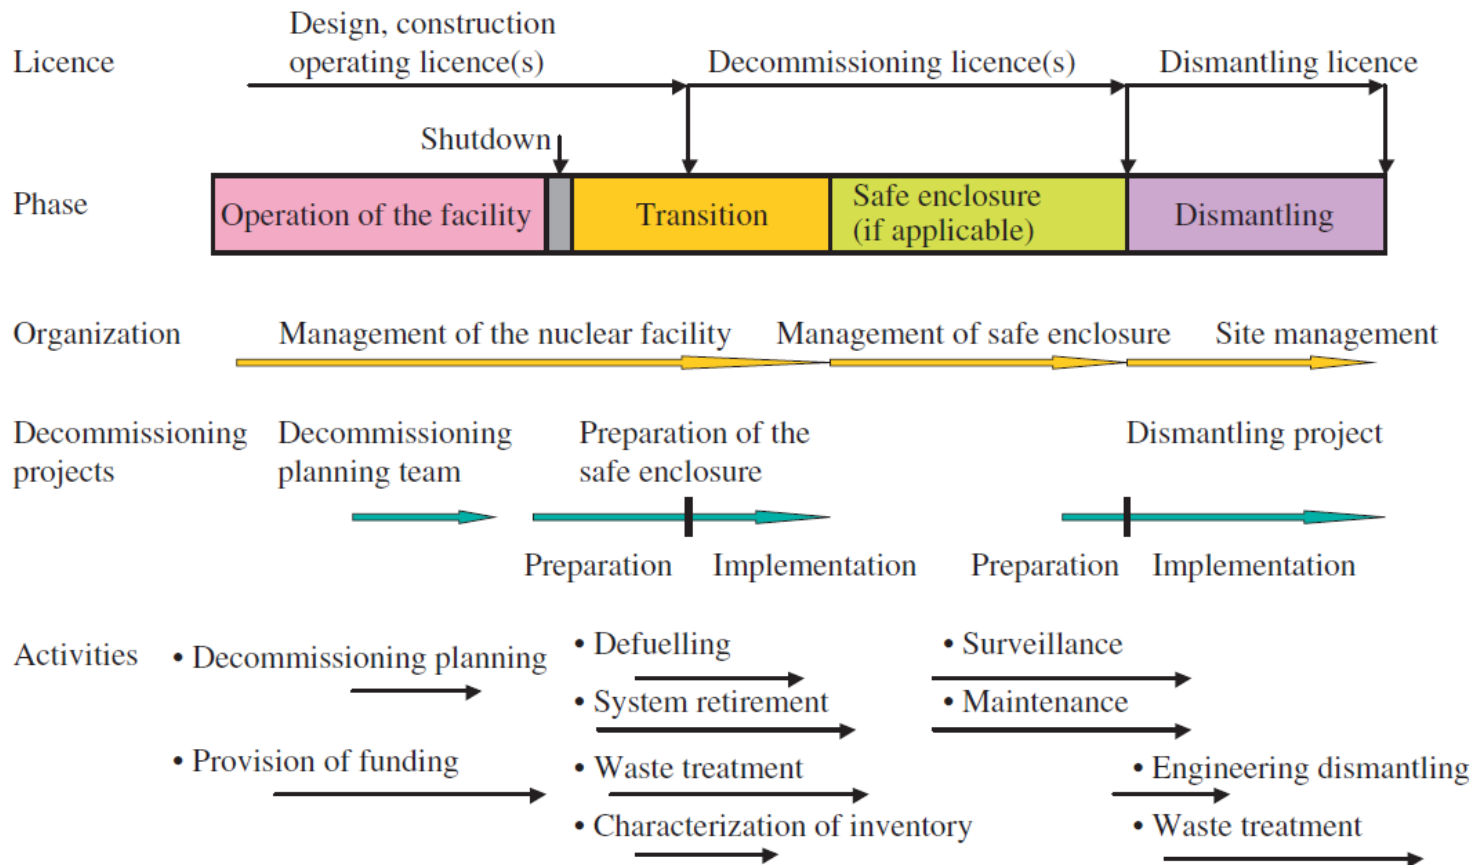 Design, construction
Licence
operating licence(s)
Decommissioning licence(s)
Dismantling licence
Shutdown
Phase
Operation of the facility
Transition
Safe enclosure
(if applicable)
Dismantling
Organization
Management of the nuclear facility
Management of safe enclosure
Site management
Decommissioning
projects
Decommissioning
planning team
Preparation of the
safe enclosure
Dismantling project
Preparation
Implementation
Preparation
Implementation
Activities
• Decommissioning planning
• Provision of funding
• Defuelling
• System retirement
• Waste treatment
• Characterization of inventory
• Surveillance
• Maintenance
• Engineering dismantling
• Waste treatment